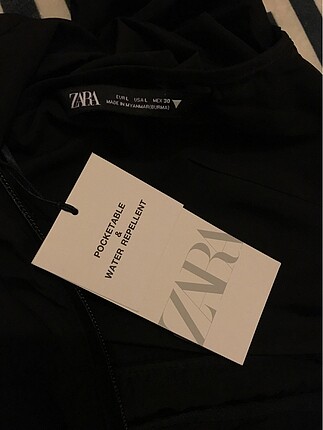 ZARA
EUR L USA L MEX 30
MADE IN MYANMAR(BURMA)
POCKETABLE
&
WATER REPELLENT
ZARA